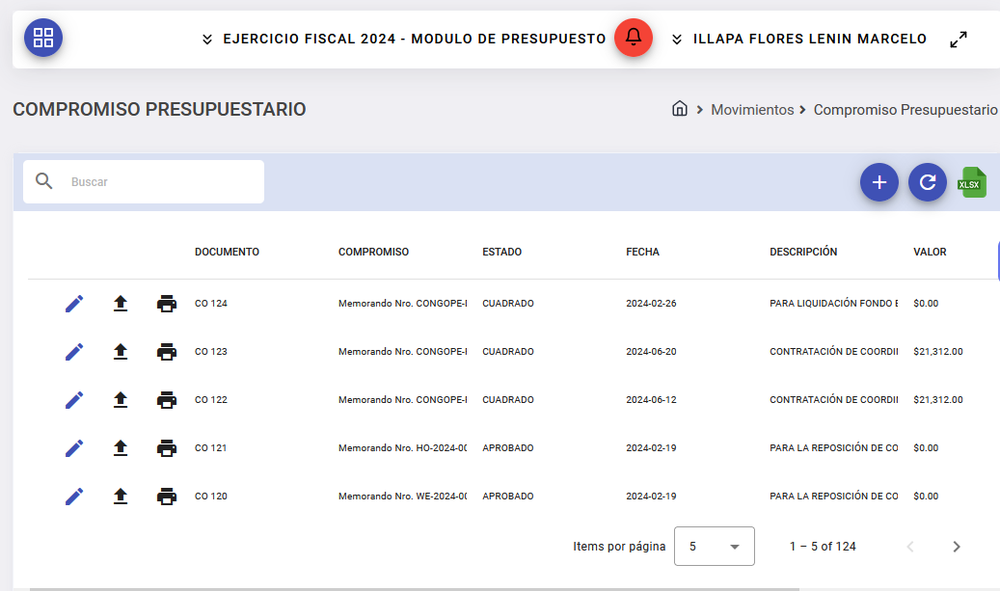 EJERCICIO FISCAL 2024 - MODULO DE PRESUPUESTO ILLAPA FLORES LENIN MARCELO
COMPROMISO PRESUPUESTARIO Movimientos Compromiso Presupuestario
Buscar XLSX
DOCUMENTO COMPROMISO ESTADO FECHA DESCRIPCIÓN VALOR
CO 124 Memorando Nro. CONGOPE- CUADRADO 2024-02-26 PARA LIQUIDACIÓN FONDO $0.00
CO 123 Memorando Nro. CONGOPE- CUADRADO 2024-06-20 CONTRATACIÓN DE COORDI $21,312.00
CO 122 Memorando Nro. CONGOPE- CUADRADO 2024-06-12 CONTRATACIÓN DE COORDI $21,312.00
CO 121 Memorando Nro. HO-2024-00 APROBADO 2024-02-19 PARA LA REPOSICIÓN DE CO $0.00
CO 120 Memorando Nro. WE-2024-00 APROBADO 2024-02-19 PARA LA REPOSICIÓN DE CO $0.00
Items por página 5 1 – 5 of 124